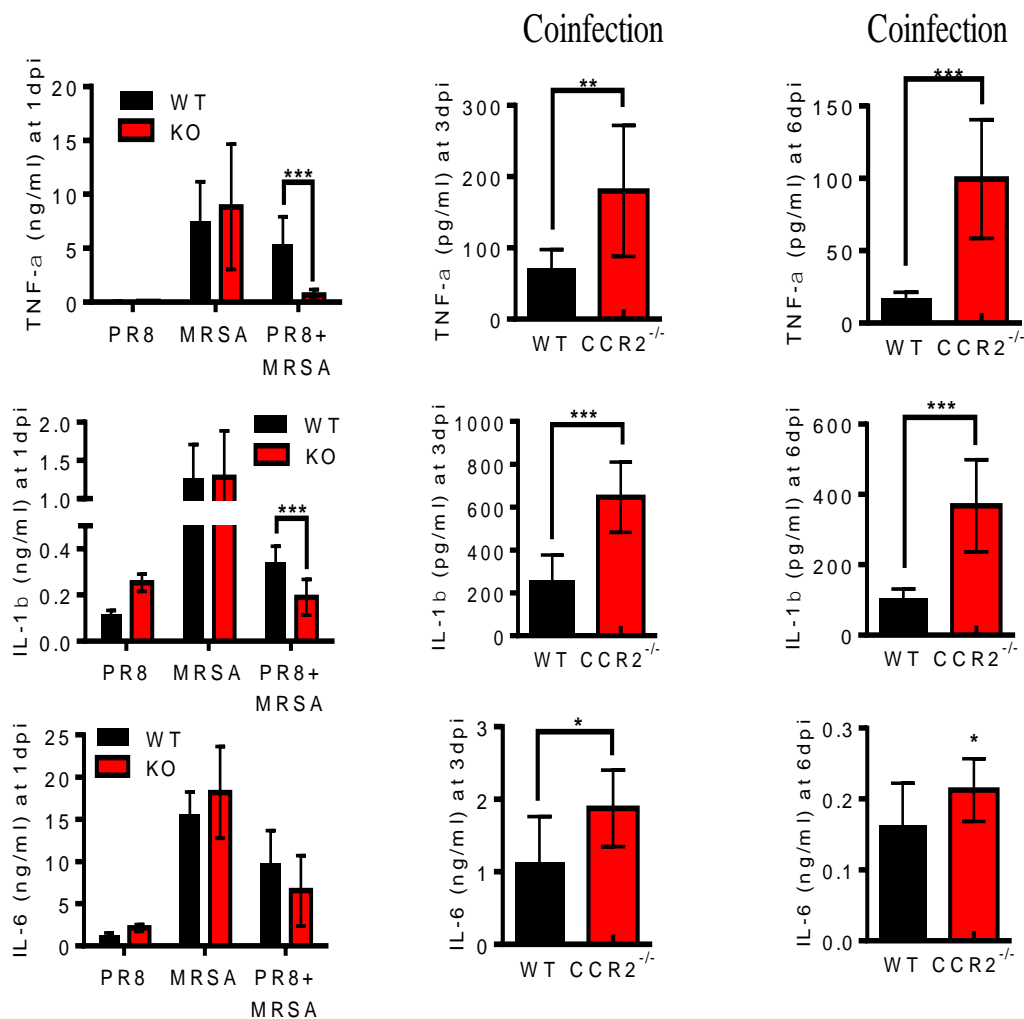 Coinfection
Coinfection
TNF-a (ng/ml) at 1dpi
20
15
10
5
0
WT
KO
***
PR8
MRSA
PR8+
MRSA
TNF-a (pg/ml) at 3dpi
300
200
100
0
**
WT
CCR2-/-
TNF-a (pg/ml) at 6dpi
150
100
50
0
***
WT
CCR2-/-
IL-1b (ng/ml) at 1dpi
2.0
1.5
1.0
0.4
0.2
0.0
WT
KO
***
PR8
MRSA
PR8+
MRSA
IL-1b (pg/ml) at 3dpi
1000
800
600
400
200
0
***
WT
CCR2-/-
IL-1b (pg/ml) at 6dpi
600
400
200
0
***
WT
CCR2-/-
IL-6 (ng/ml) at 1dpi
25
20
15
10
5
0
WT
KO
PR8
MRSA
PR8+
MRSA
IL-6 (ng/ml) at 3dpi
3
2
1
0
*
WT
CCR2-/-
IL-6 (ng/ml) at 6dpi
0.3
0.2
0.1
0.0
*
WT
CCR2-/-